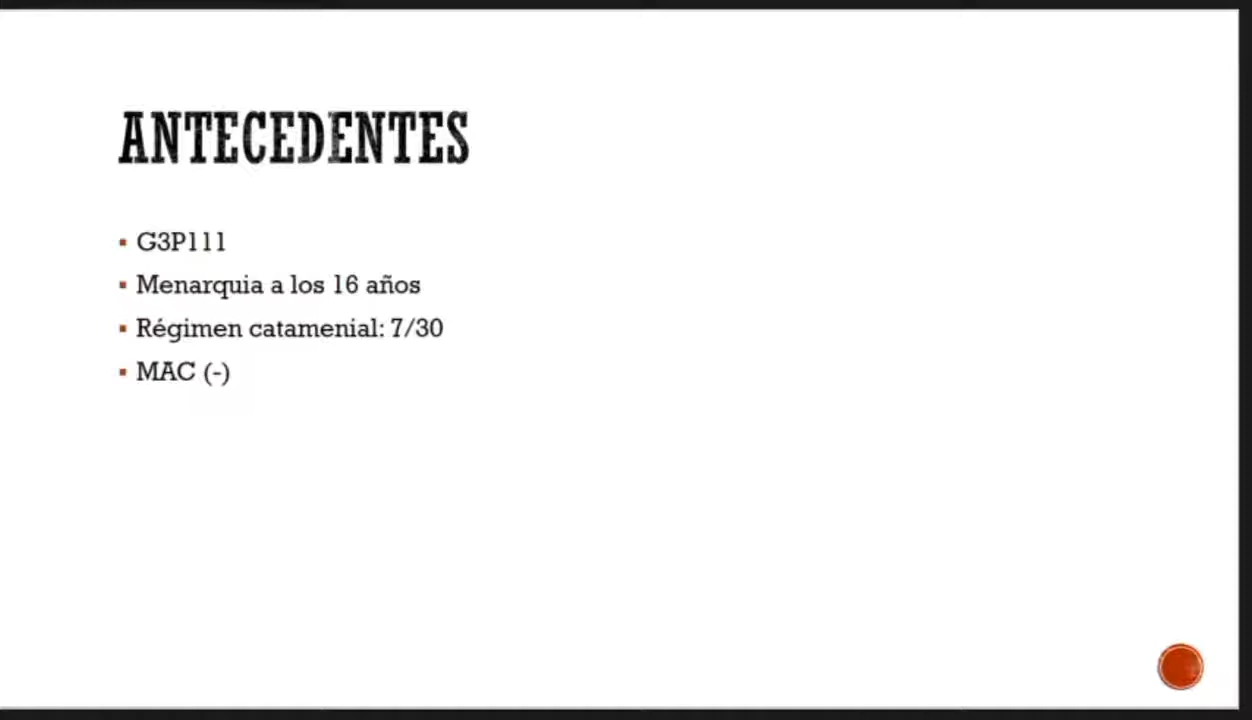 ANTECEDENTES
G3P111
Menarquia a los 16 años
Régimen catamenial: 7/30
MAC (-)